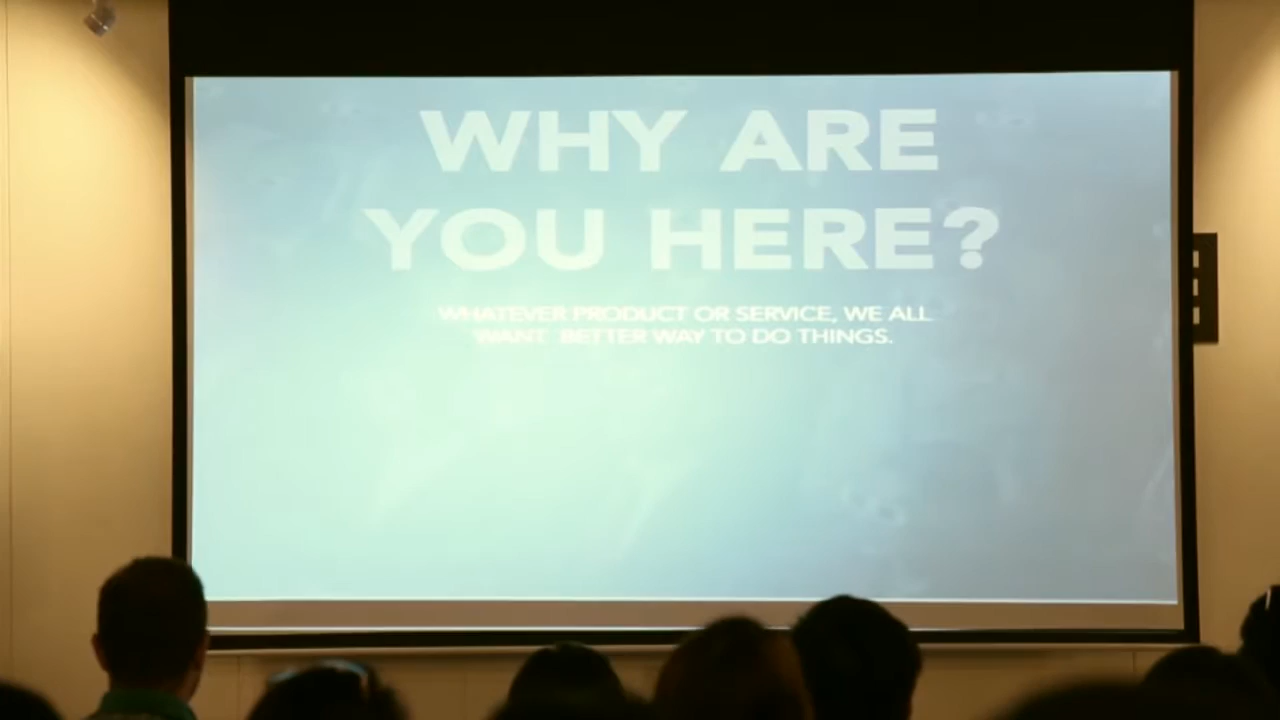 WHY ARE
YOU HERE?
WHATEVER PRODUCT OR SERVICE, WE ALL
WANT BETTER WAY TO DO THINGS.